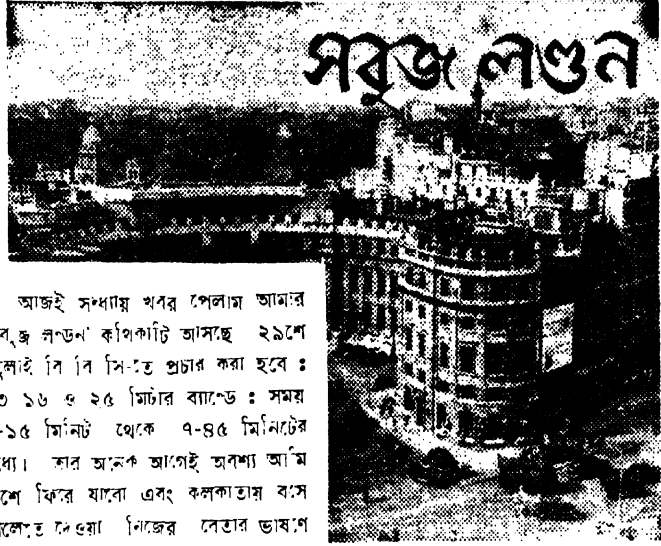 সবুজ লণ্ডন
আজই সন্ধ্যায় খবর পেলাম আমার
বুজ লন্ডন' কথিকাটি আসছে ২৯শে
লাই বি বি সি-তে প্রচার করা হবে :
১৬ ও ২৫ মিটার ব্যান্ডে : সময়
-১৫ মিনিট থেকে ৭-৪৫ মিনিটের
ধ্যে। তার অনেক আগেই অবশ্য আমি
শে ফিরে যাবো এবং কলকাতায় বসে
দেওয়া নিজের বেতার ভাষণে